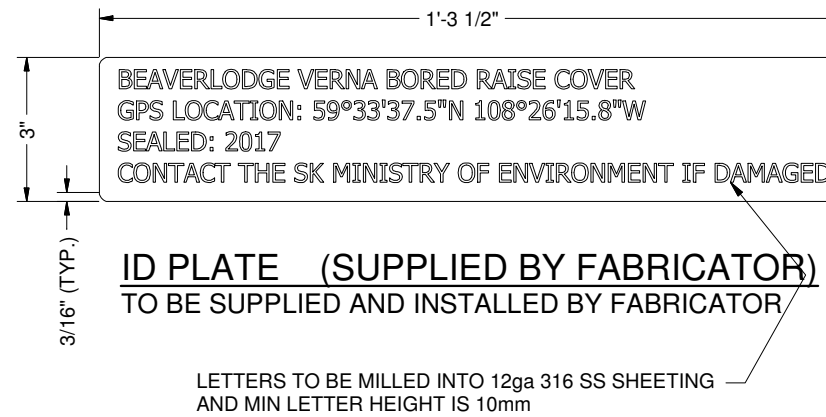 1'-3 1/2"
3"
BEAVERLODGE VERNA BORED RAISE COVER
GPS LOCATION: 59°33'37.5"N 108°26'15.8"W
SEALED: 2017
CONTACT THE SK MINISTRY OF ENVIRONMENT IF DAMAGED
3/16" (TYP.)
ID PLATE (SUPPLIED BY FABRICATOR)
TO BE SUPPLIED AND INSTALLED BY FABRICATOR
LETTERS TO BE MILLED INTO 12ga 316 SS SHEETING
AND MIN LETTER HEIGHT IS 10mm